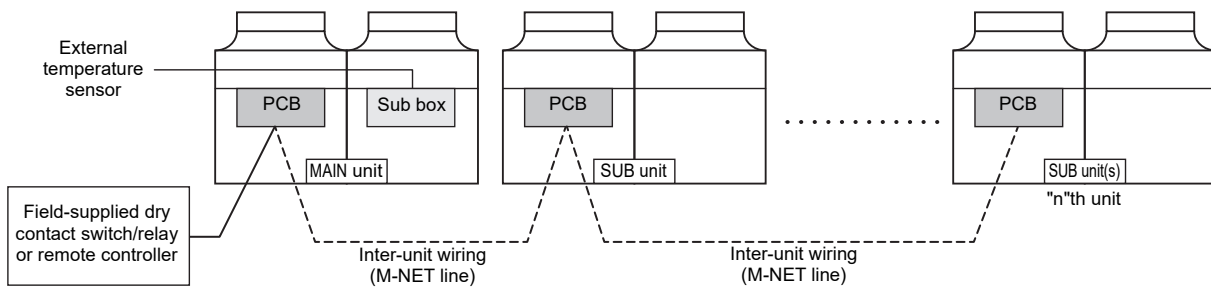 External
temperature
sensor
PCB
Sub box
MAIN unit
PCB
SUB unit
PCB
SUB unit(s)
"n"th unit
Field-supplied dry
contact switch/relay
or remote controller
Inter-unit wiring
(M-NET line)
Inter-unit wiring
(M-NET line)